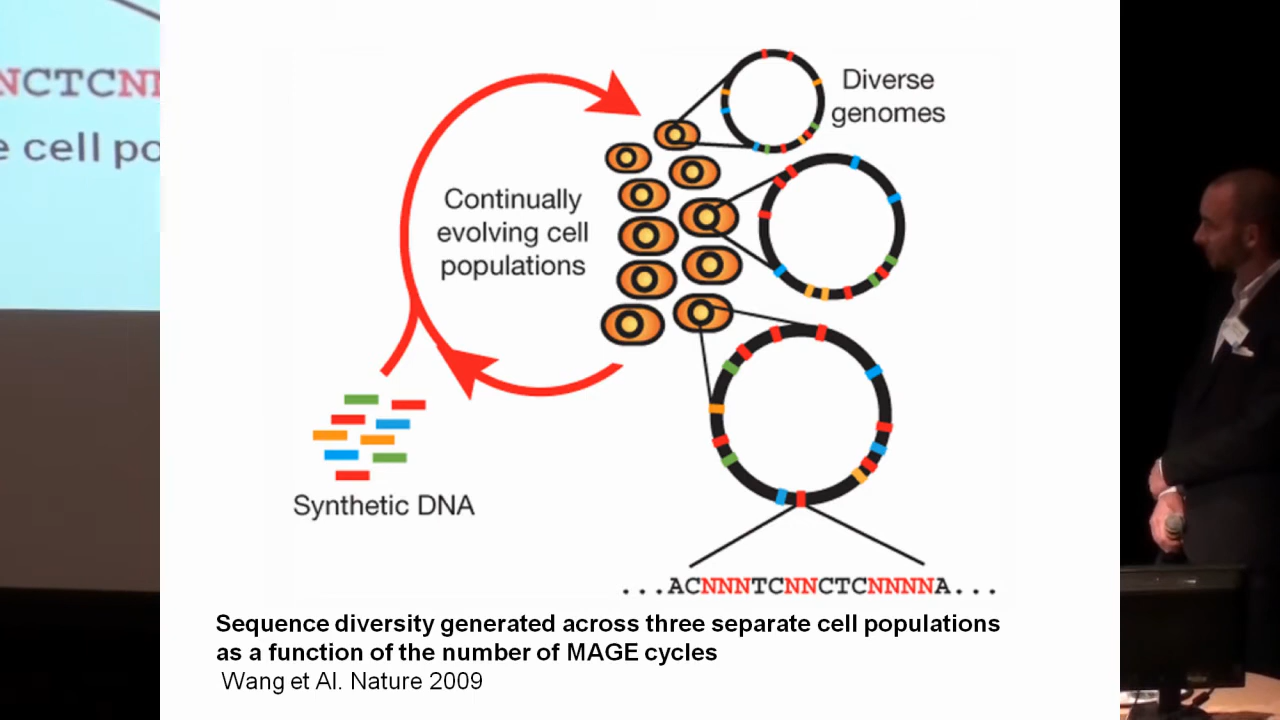 NCTCN
e cell po
Diverse
genomes
Continually
evolving cell
populations
Synthetic DNA
...ACNNNTCNNCTCNNNNA...
Sequence diversity generated across three separate cell populations
as a function of the number of MAGE cycles
Wang et Al. Nature 2009